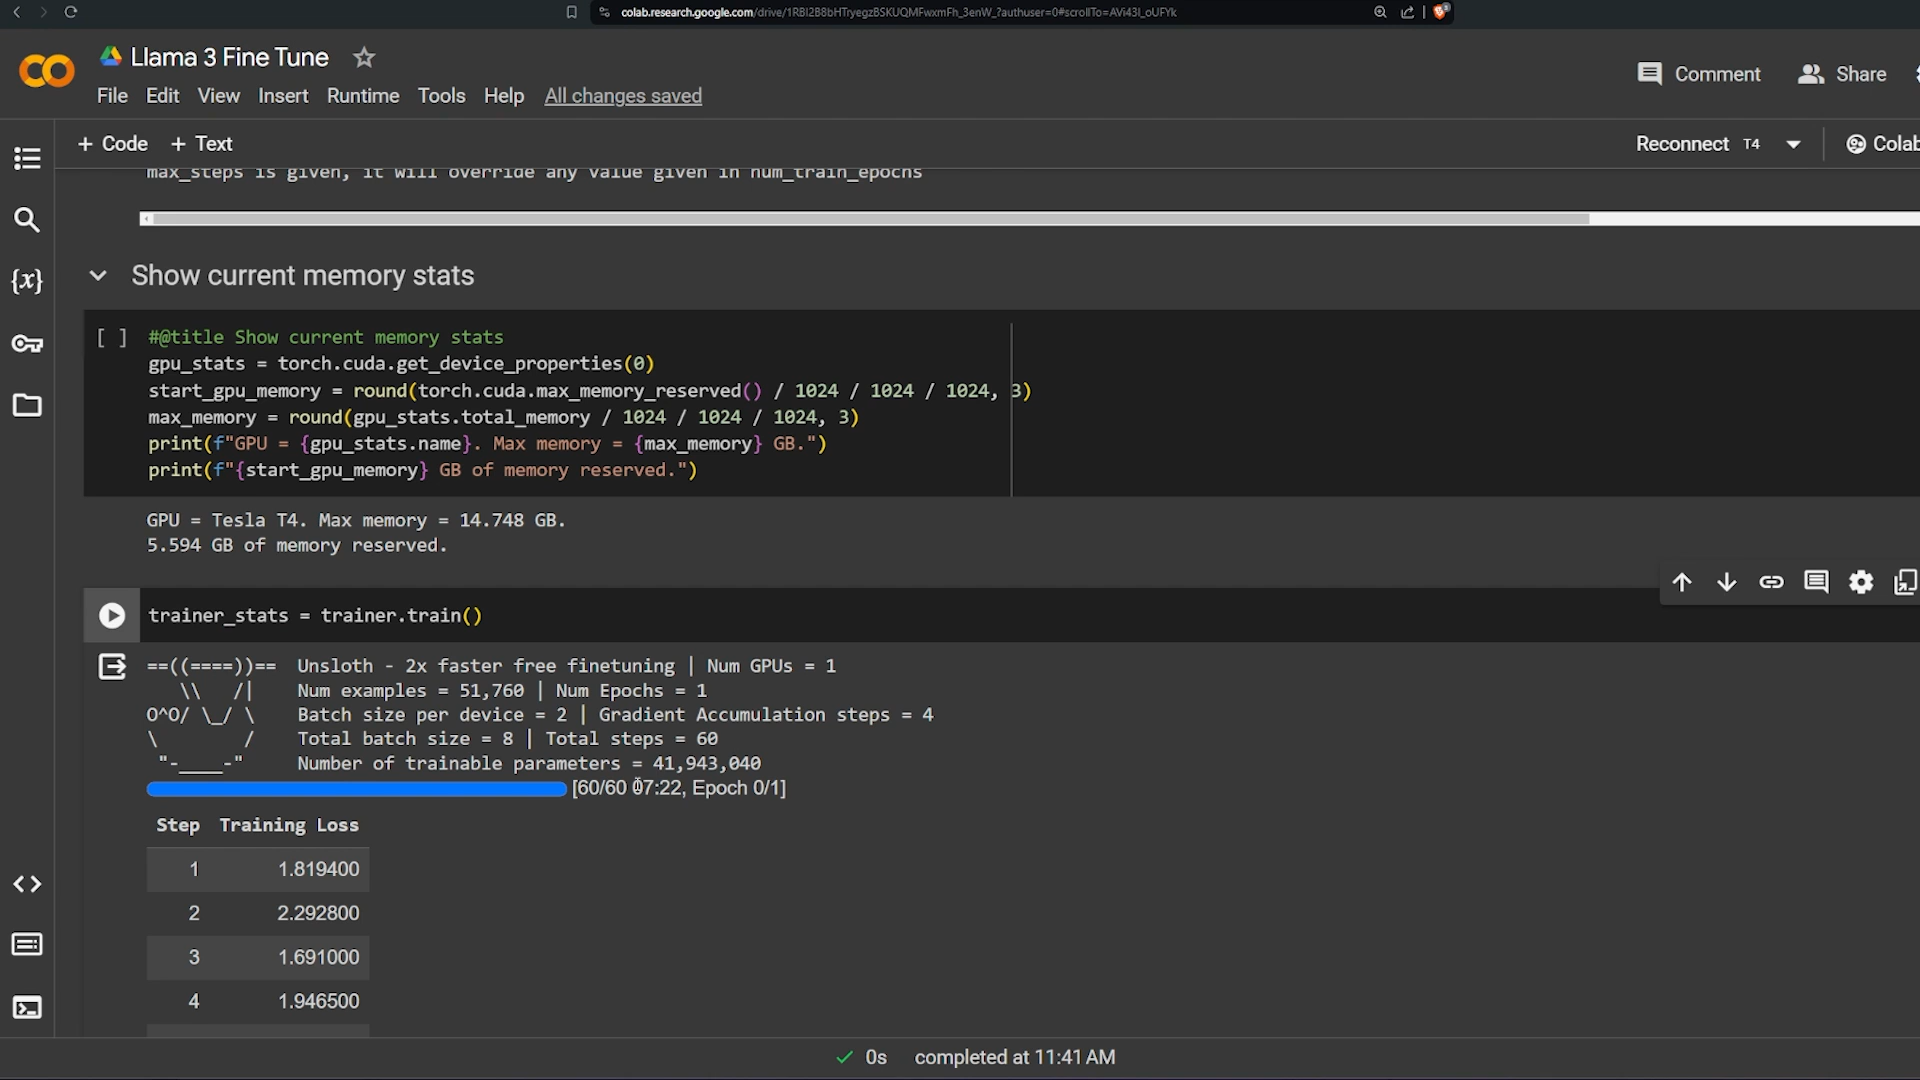 colab.research.google.com/drive/1RBI2B8bHTryegzBSKUQMFwxmFh_3enW_?authuser=0#scrollTo=AVi43I_oUFYk
Llama 3 Fine Tune
Comment Share
File Edit View Insert Runtime Tools Help All changes saved
+ Code + Text
Reconnect T4 Colab
max_steps is given, it will override any value given in num_train_epochs
{x}
Show current memory stats
[ ] #@title Show current memory stats
gpu_stats = torch.cuda.get_device_properties(0)
start_gpu_memory = round(torch.cuda.max_memory_reserved() / 1024 / 1024 / 1024, 3)
max_memory = round(gpu_stats.total_memory / 1024 / 1024 / 1024, 3)
print(f"GPU = {gpu_stats.name}. Max memory = {max_memory} GB.")
print(f"{start_gpu_memory} GB of memory reserved.")
GPU = Tesla T4. Max memory = 14.748 GB.
5.594 GB of memory reserved.
trainer_stats = trainer.train()
==((====))== Unsloth - 2x faster free finetuning | Num GPUs = 1
\\ /| Num examples = 51,760 | Num Epochs = 1
O^O/ \_/ \ Batch size per device = 2 | Gradient Accumulation steps = 4
\ / Total batch size = 8 | Total steps = 60
"-____-" Number of trainable parameters = 41,943,040
[60/60 07:22, Epoch 0/1]
Step Training Loss
1 1.819400
2 2.292800
3 1.691000
4 1.946500
0s completed at 11:41 AM